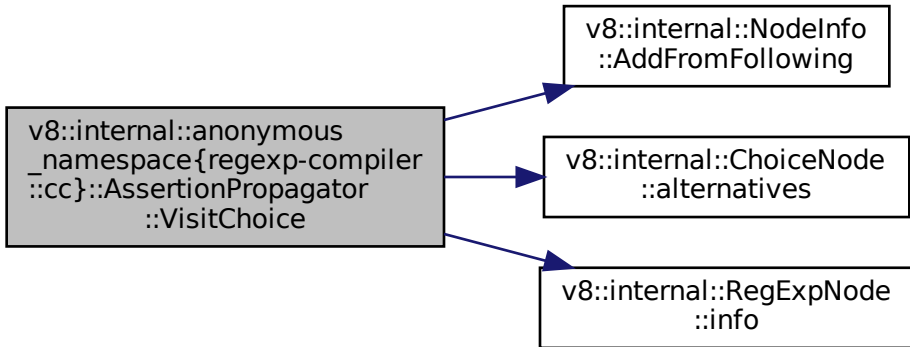 v8::internal::anonymous
_namespace{regexp-compiler
::cc}::AssertionPropagator
::VisitChoice
v8::internal::NodeInfo
::AddFromFollowing
v8::internal::ChoiceNode
::alternatives
v8::internal::RegExpNode
::info